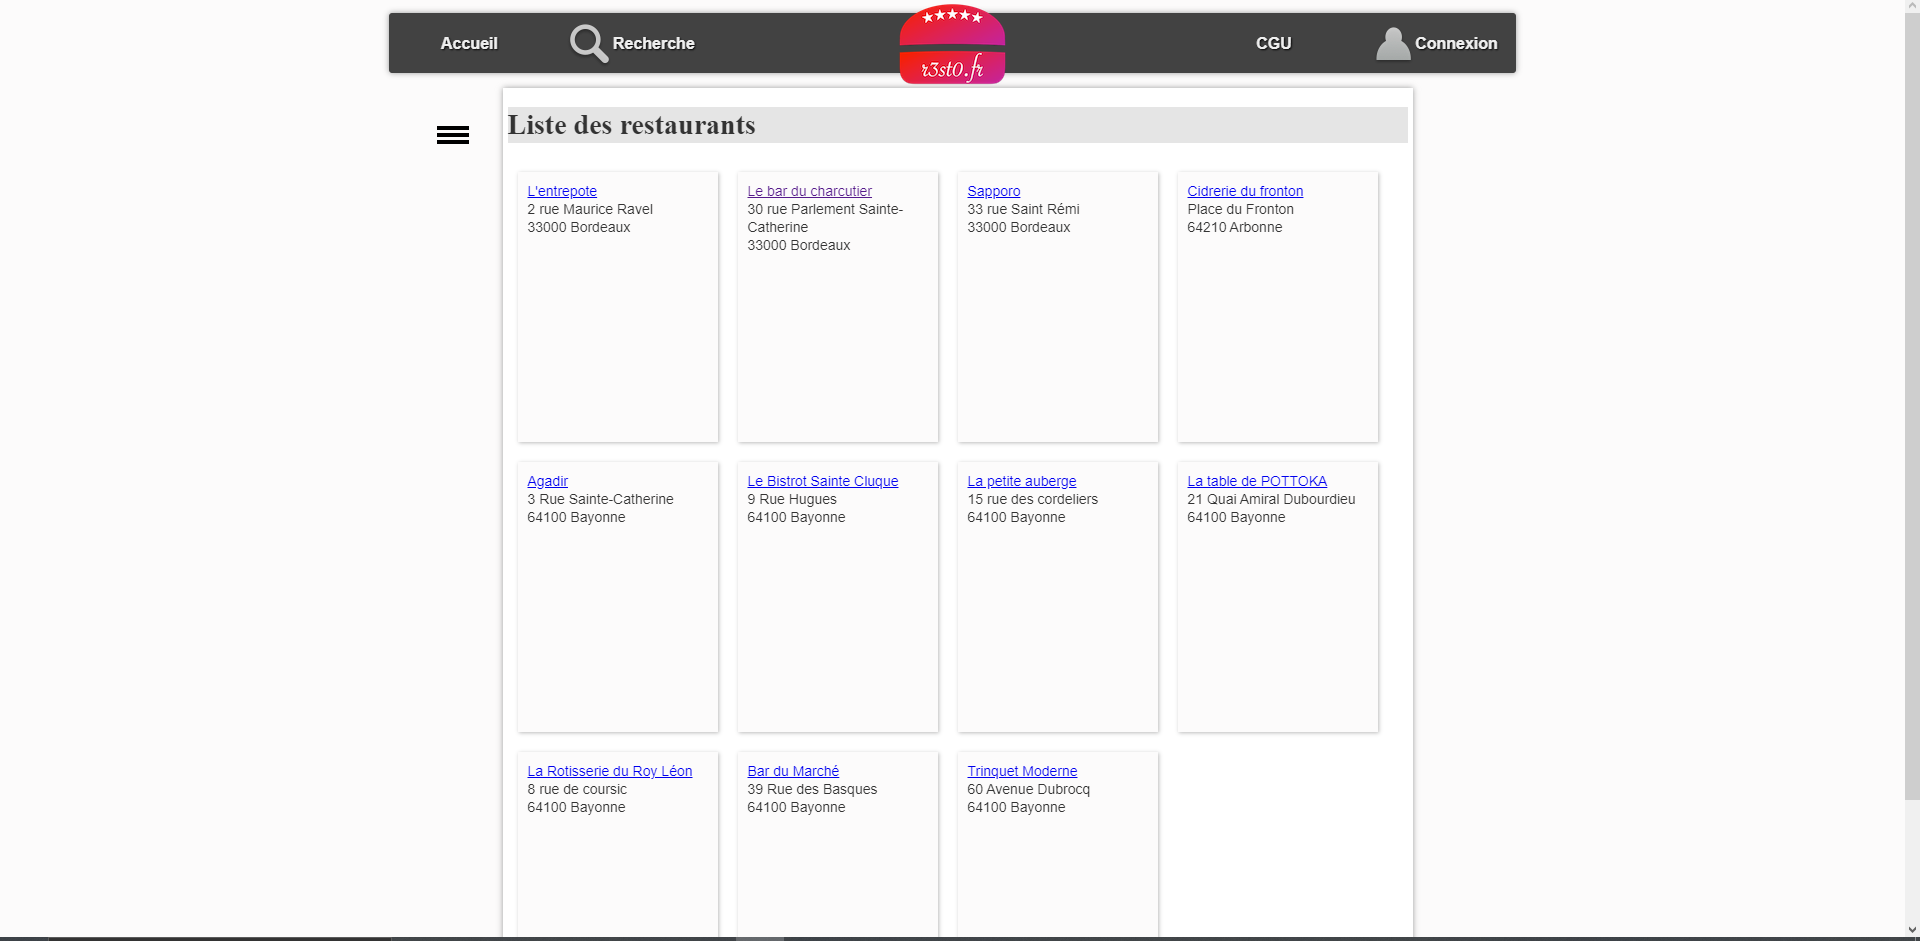 Accueil
Recherche
r3st0.fr
CGU
Connexion
Liste des restaurants
L'entrepote
2 rue Maurice Ravel
33000 Bordeaux
Le bar du charcutier
30 rue Parlement Sainte-
Catherine
33000 Bordeaux
Sapporo
33 rue Saint Rémi
33000 Bordeaux
Cidrerie du fronton
Place du Fronton
64210 Arbonne
Agadir
3 Rue Sainte-Catherine
64100 Bayonne
Le Bistrot Sainte Cluque
9 Rue Hugues
64100 Bayonne
La petite auberge
15 rue des cordeliers
64100 Bayonne
La table de POTTOKA
21 Quai Amiral Dubourdieu
64100 Bayonne
La Rotisserie du Roy Léon
8 rue de coursic
64100 Bayonne
Bar du Marché
39 Rue des Basques
64100 Bayonne
Trinquet Moderne
60 Avenue Dubrocq
64100 Bayonne